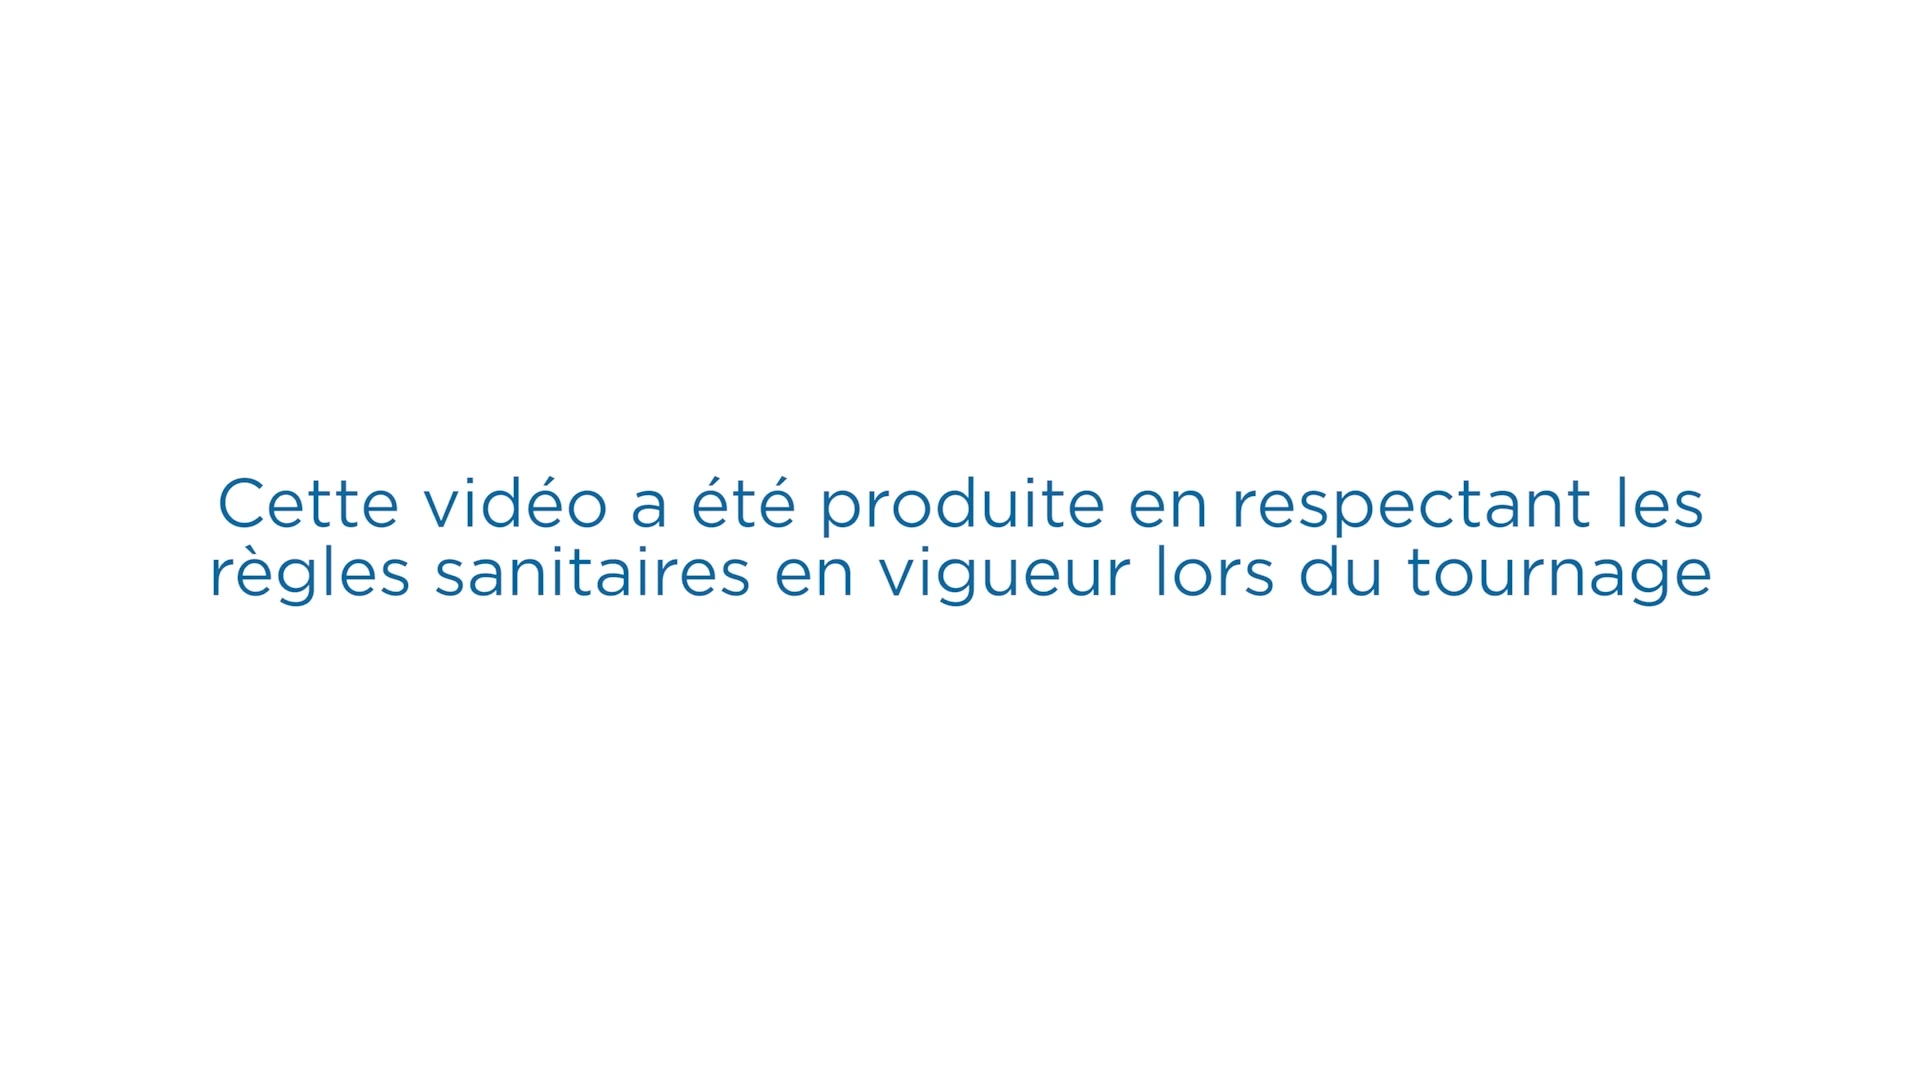 Cette vidéo a été produite en respectant les
règles sanitaires en vigueur lors du tournage